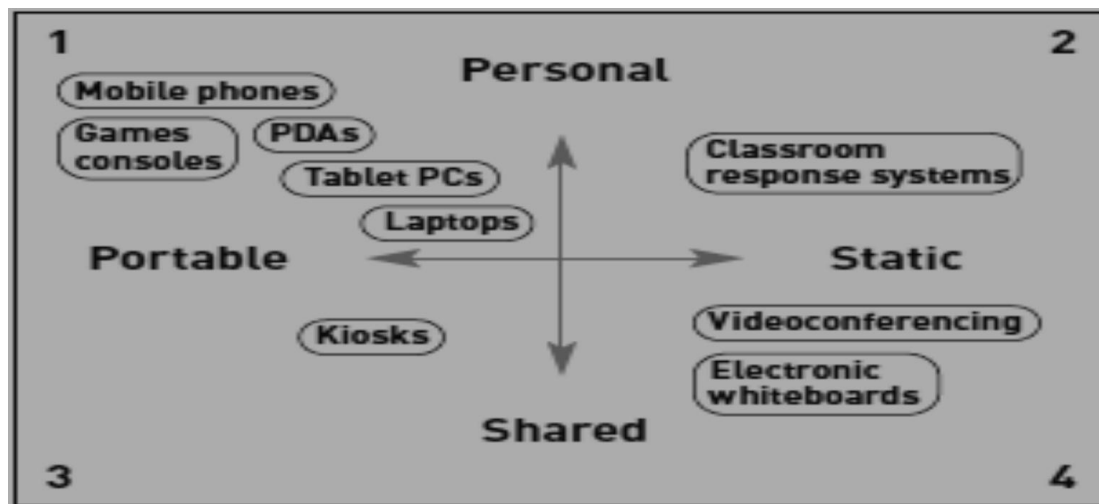 1
2
Personal
Mobile phones
Games
consoles
PDAs
Classroom
response systems
Tablet PCs
Laptops
Portable
Static
Kiosks
Videoconferencing
Electronic
whiteboards
Shared
3
4